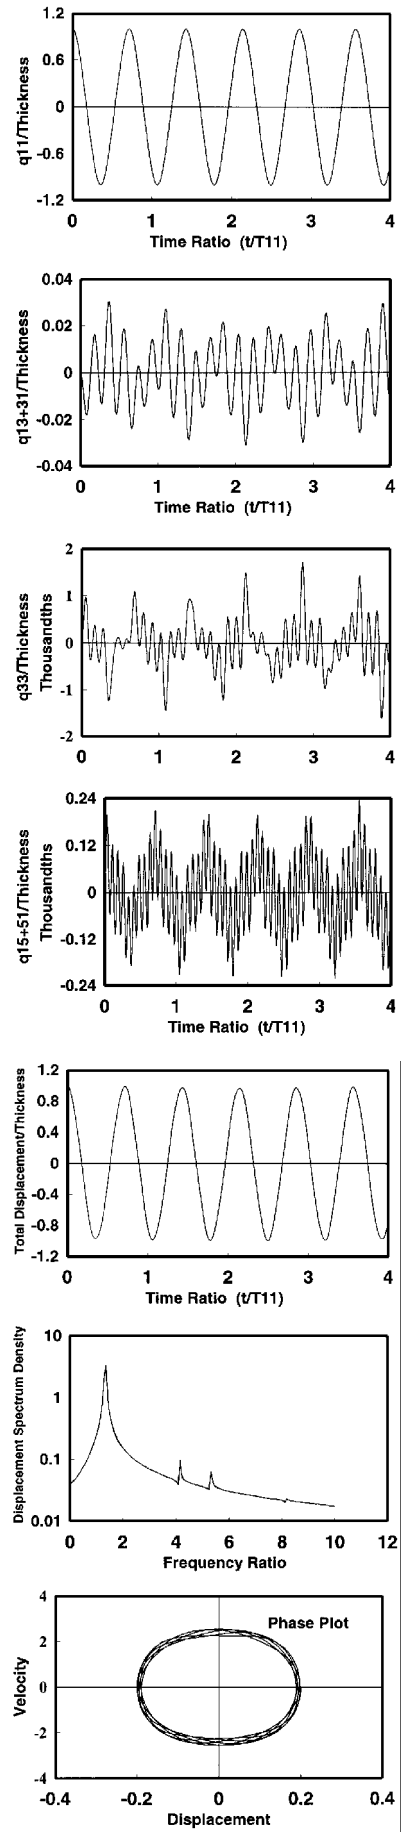 1.2
0.6
0
-0.6
-1.2
q11/Thickness
0 1 2 3 4
Time Ratio (t/T11)
0.04
0.02
0
-0.02
-0.04
q13+31/Thickness
0 1 2 3 4
Time Ratio (t/T11)
2
1
0
-1
-2
q33/Thickness
Thousandths
0 1 2 3 4
Time Ratio (t/T11)
0.24
0.12
0
-0.12
-0.24
q15+51/Thickness
Thousandths
0 1 2 3 4
Time Ratio (t/T11)
1.2
0.8
0.4
0
-0.4
-0.8
-1.2
Total Displacement/Thickness
0 1 2 3 4
Time Ratio (t/T11)
10
1
0.1
0.01
Displacement Spectrum Density
0 2 4 6 8 10 12
Frequency Ratio
4
2
0
-2
-4
Velocity
Phase Plot
-0.4 -0.2 0 0.2 0.4
Displacement